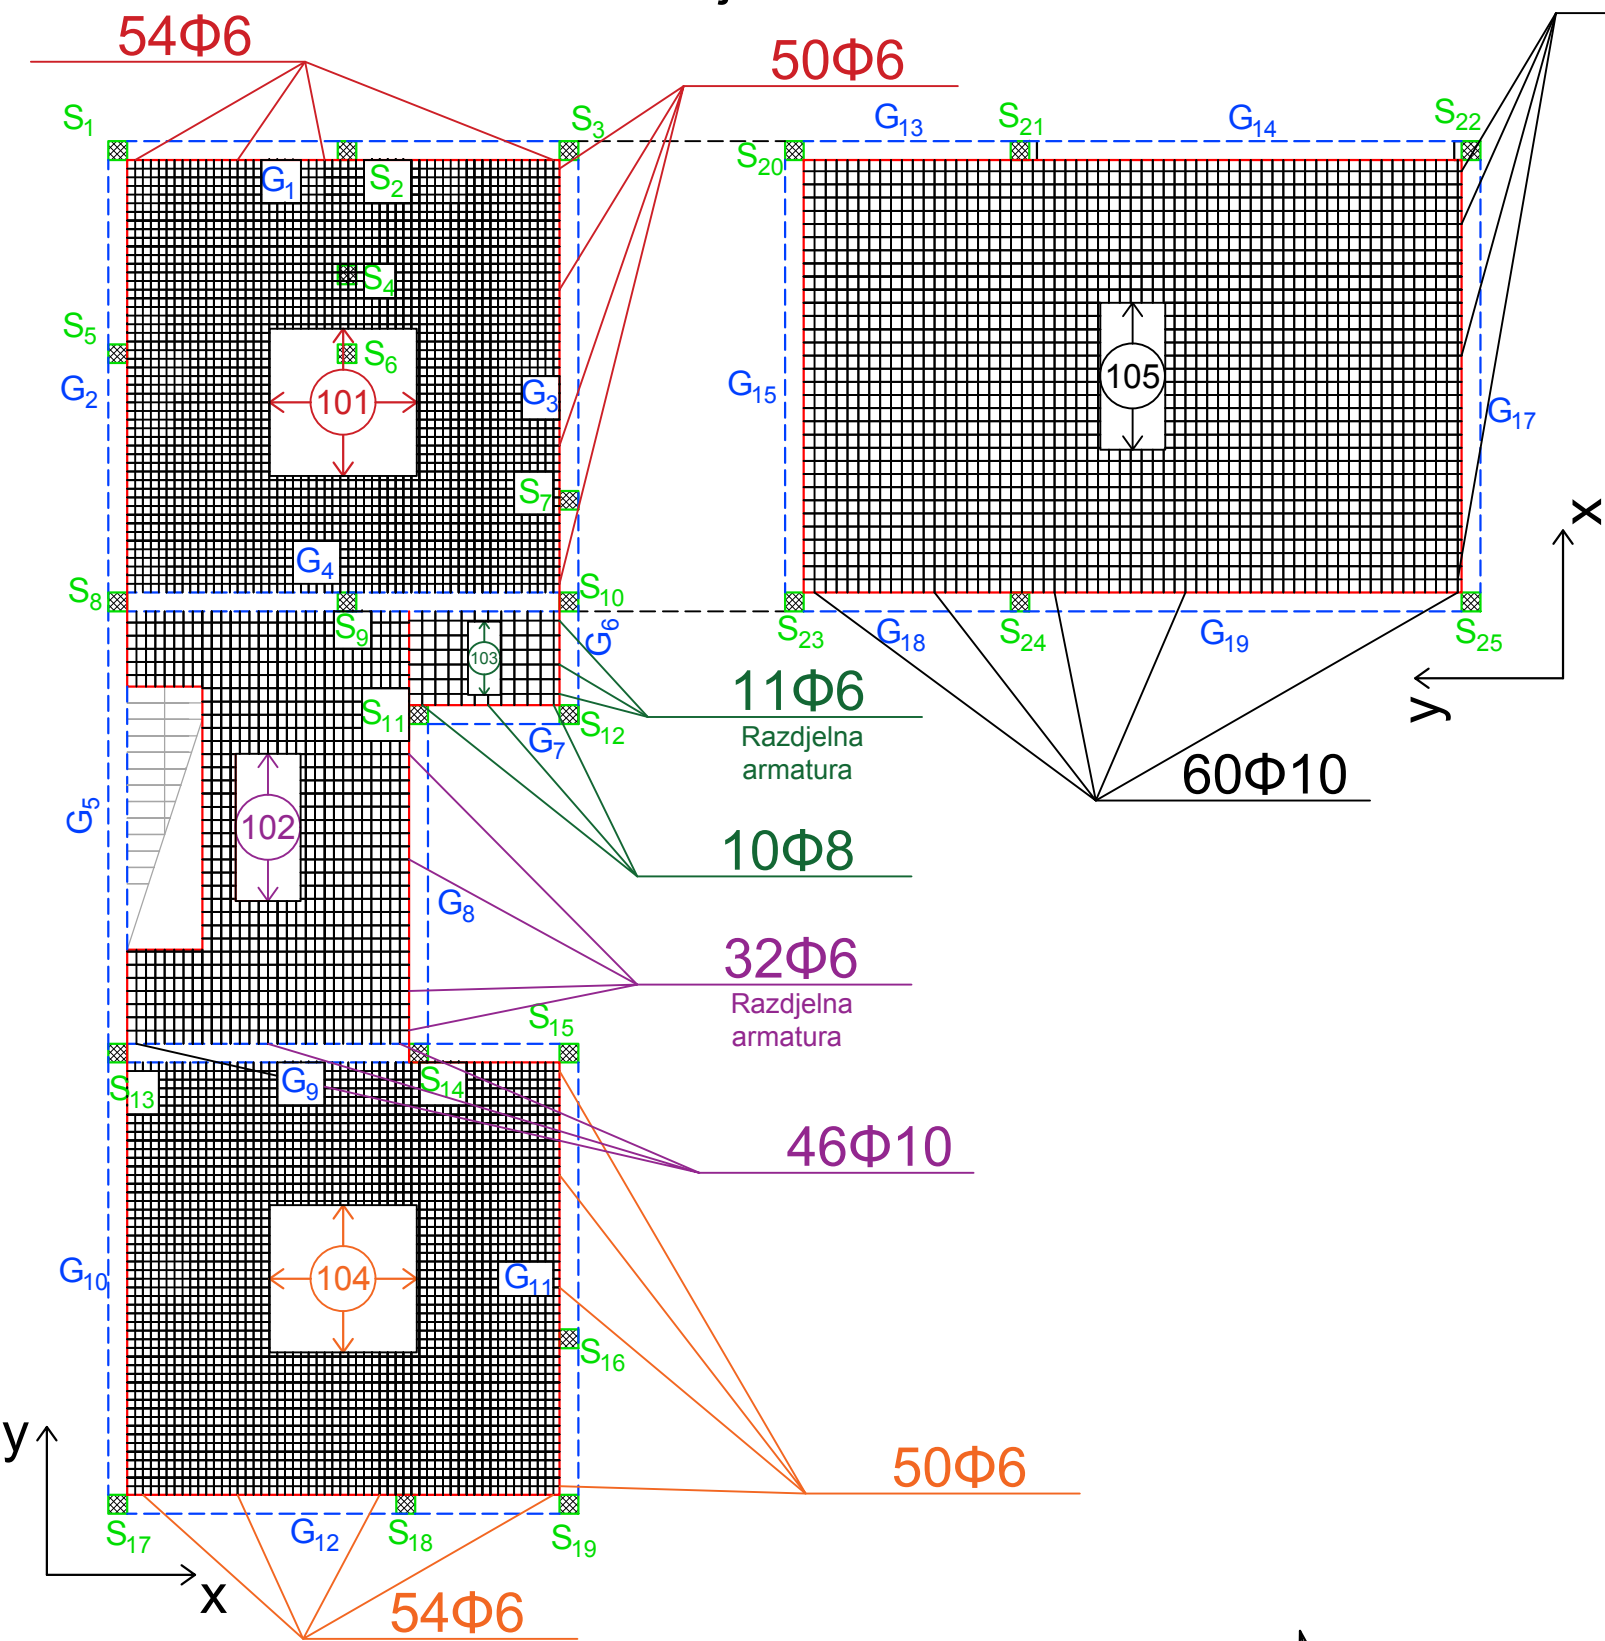 54Φ6
50Φ6
S1
S3
G13
S21
G14
S22
S20
G1
S2
S4
S5
S6
G2
101
G3
105
G15
G17
S7
x
G4
S8
S10
S9
G6
103
S23
G18
S24
G19
S25
11Φ6
y
S11
S12
G7
Razdjelna
armatura
60Φ10
G5
102
10Φ8
G8
32Φ6
Razdjelna
armatura
S15
S13
G9
S14
46Φ10
G10
104
G11
S16
y
50Φ6
S17
G12
S18
S19
x
54Φ6